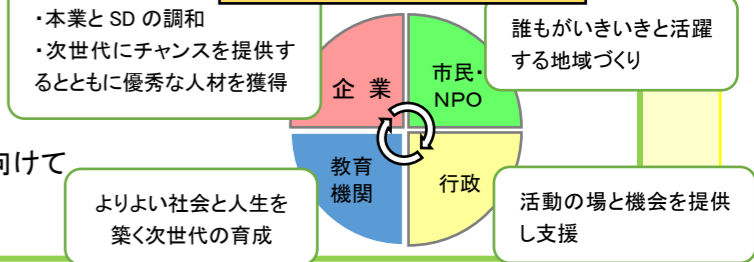 ・本業と SD の調和
・次世代にチャンスを提供す
るとともに優秀な人材を獲得
誰もがいきいきと活躍
する地域づくり
企 業
市民・
NPO
向けて
教育
機関
行政
よりよい社会と人生を
築く次世代の育成
活動の場と機会を提供
し支援